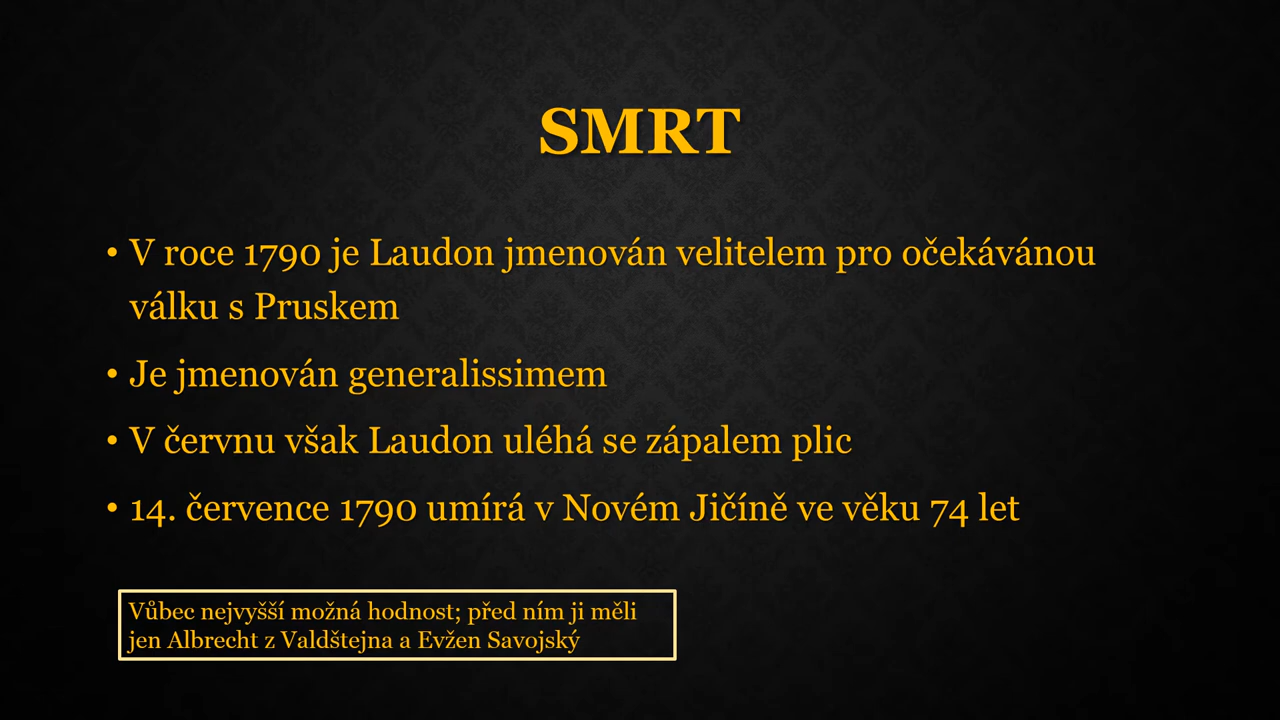 SMRT
• V roce 1790 je Laudon jmenován velitelem pro očekávánou
válku s Pruskem
• Je jmenován generalissimem
• V červnu však Laudon uléhá se zápalem plic
• 14. července 1790 umírá v Novém Jičíně ve věku 74 let
Vůbec nejvyšší možná hodnost; před ním ji měli
jen Albrecht z Valdštejna a Evžen Savojský